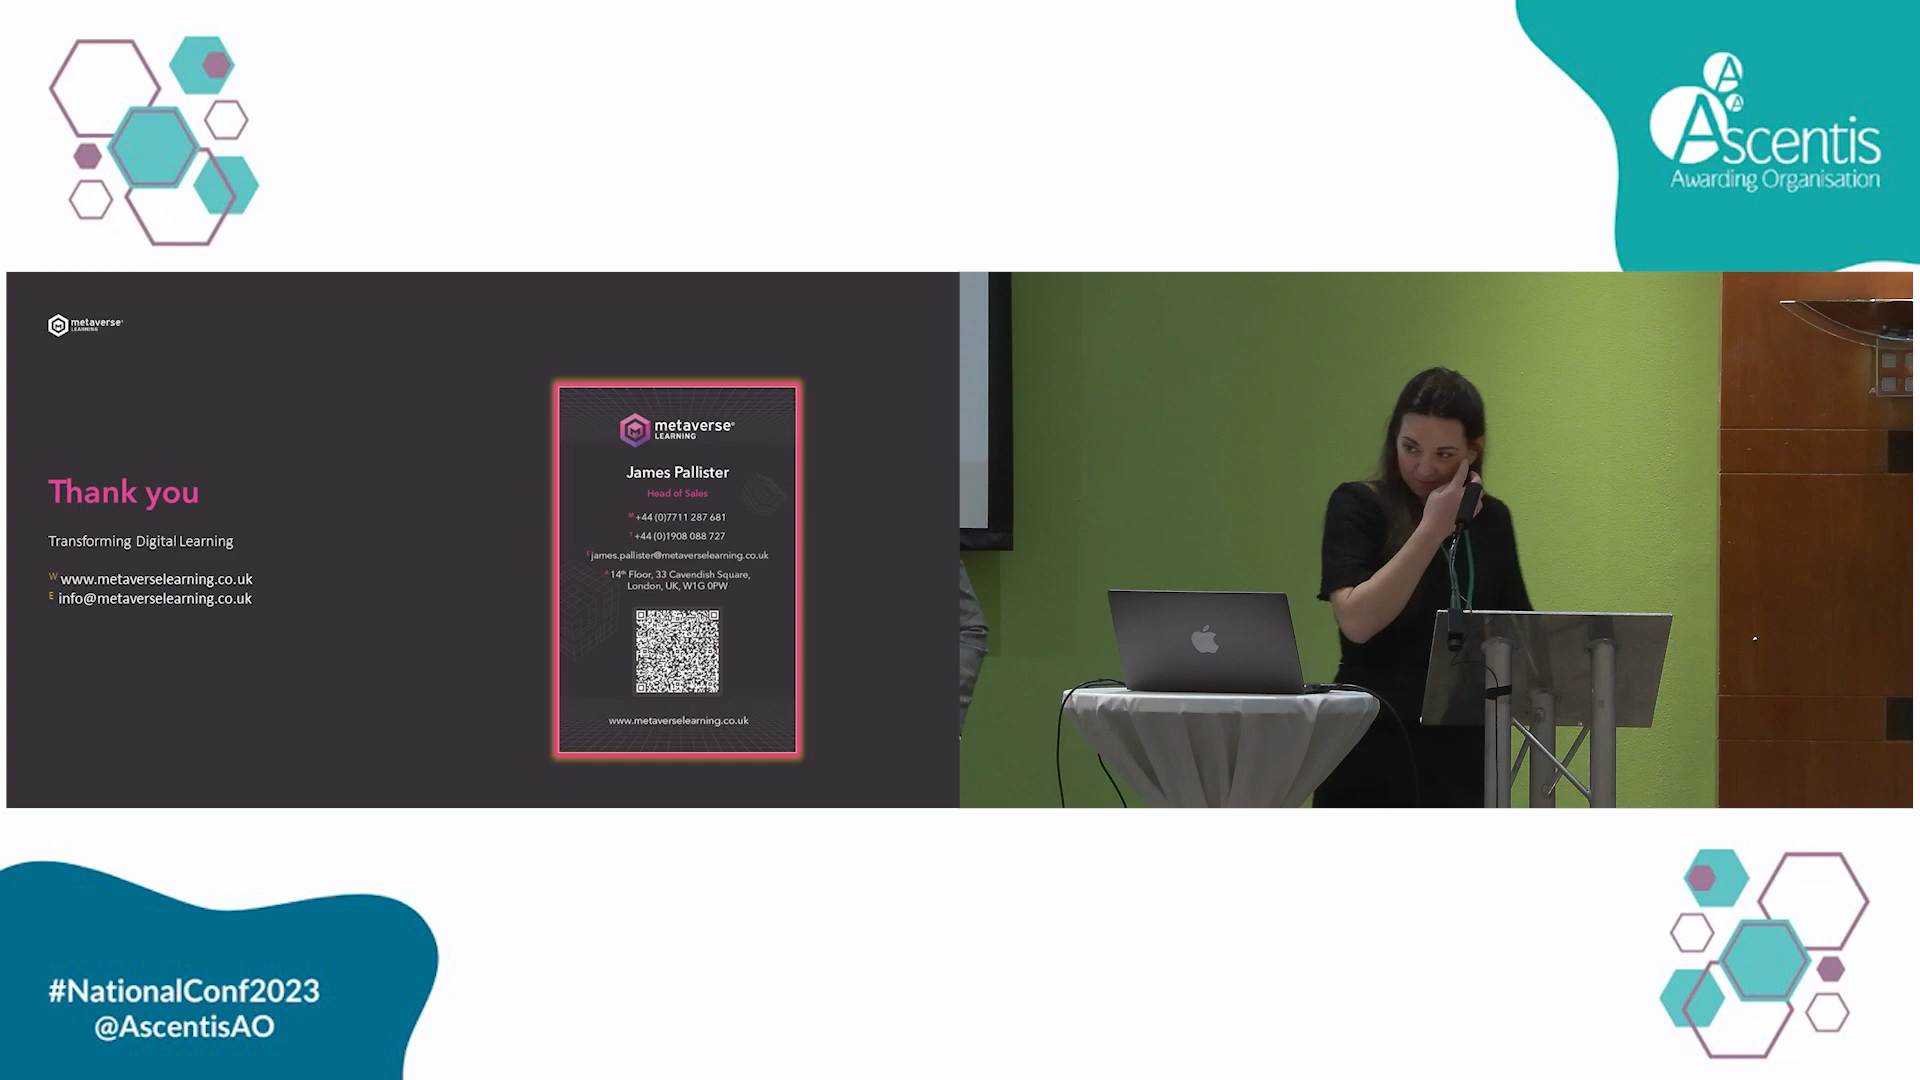 Ascentis
Awarding Organisation
metaverse
LEARNING
Thank you
Transforming Digital Learning
W www.metaverselearning.co.uk
E info@metaverselearning.co.uk
metaverse
LEARNING
James Pallister
Head of Sales
M +44 (0)7711 287 681
T +44 (0)1908 088 727
E james.pallister@metaverselearning.co.uk
A 14th Floor, 33 Cavendish Square,
London, UK, W1G 0PW
www.metaverselearning.co.uk
#NationalConf2023
@AscentisAO